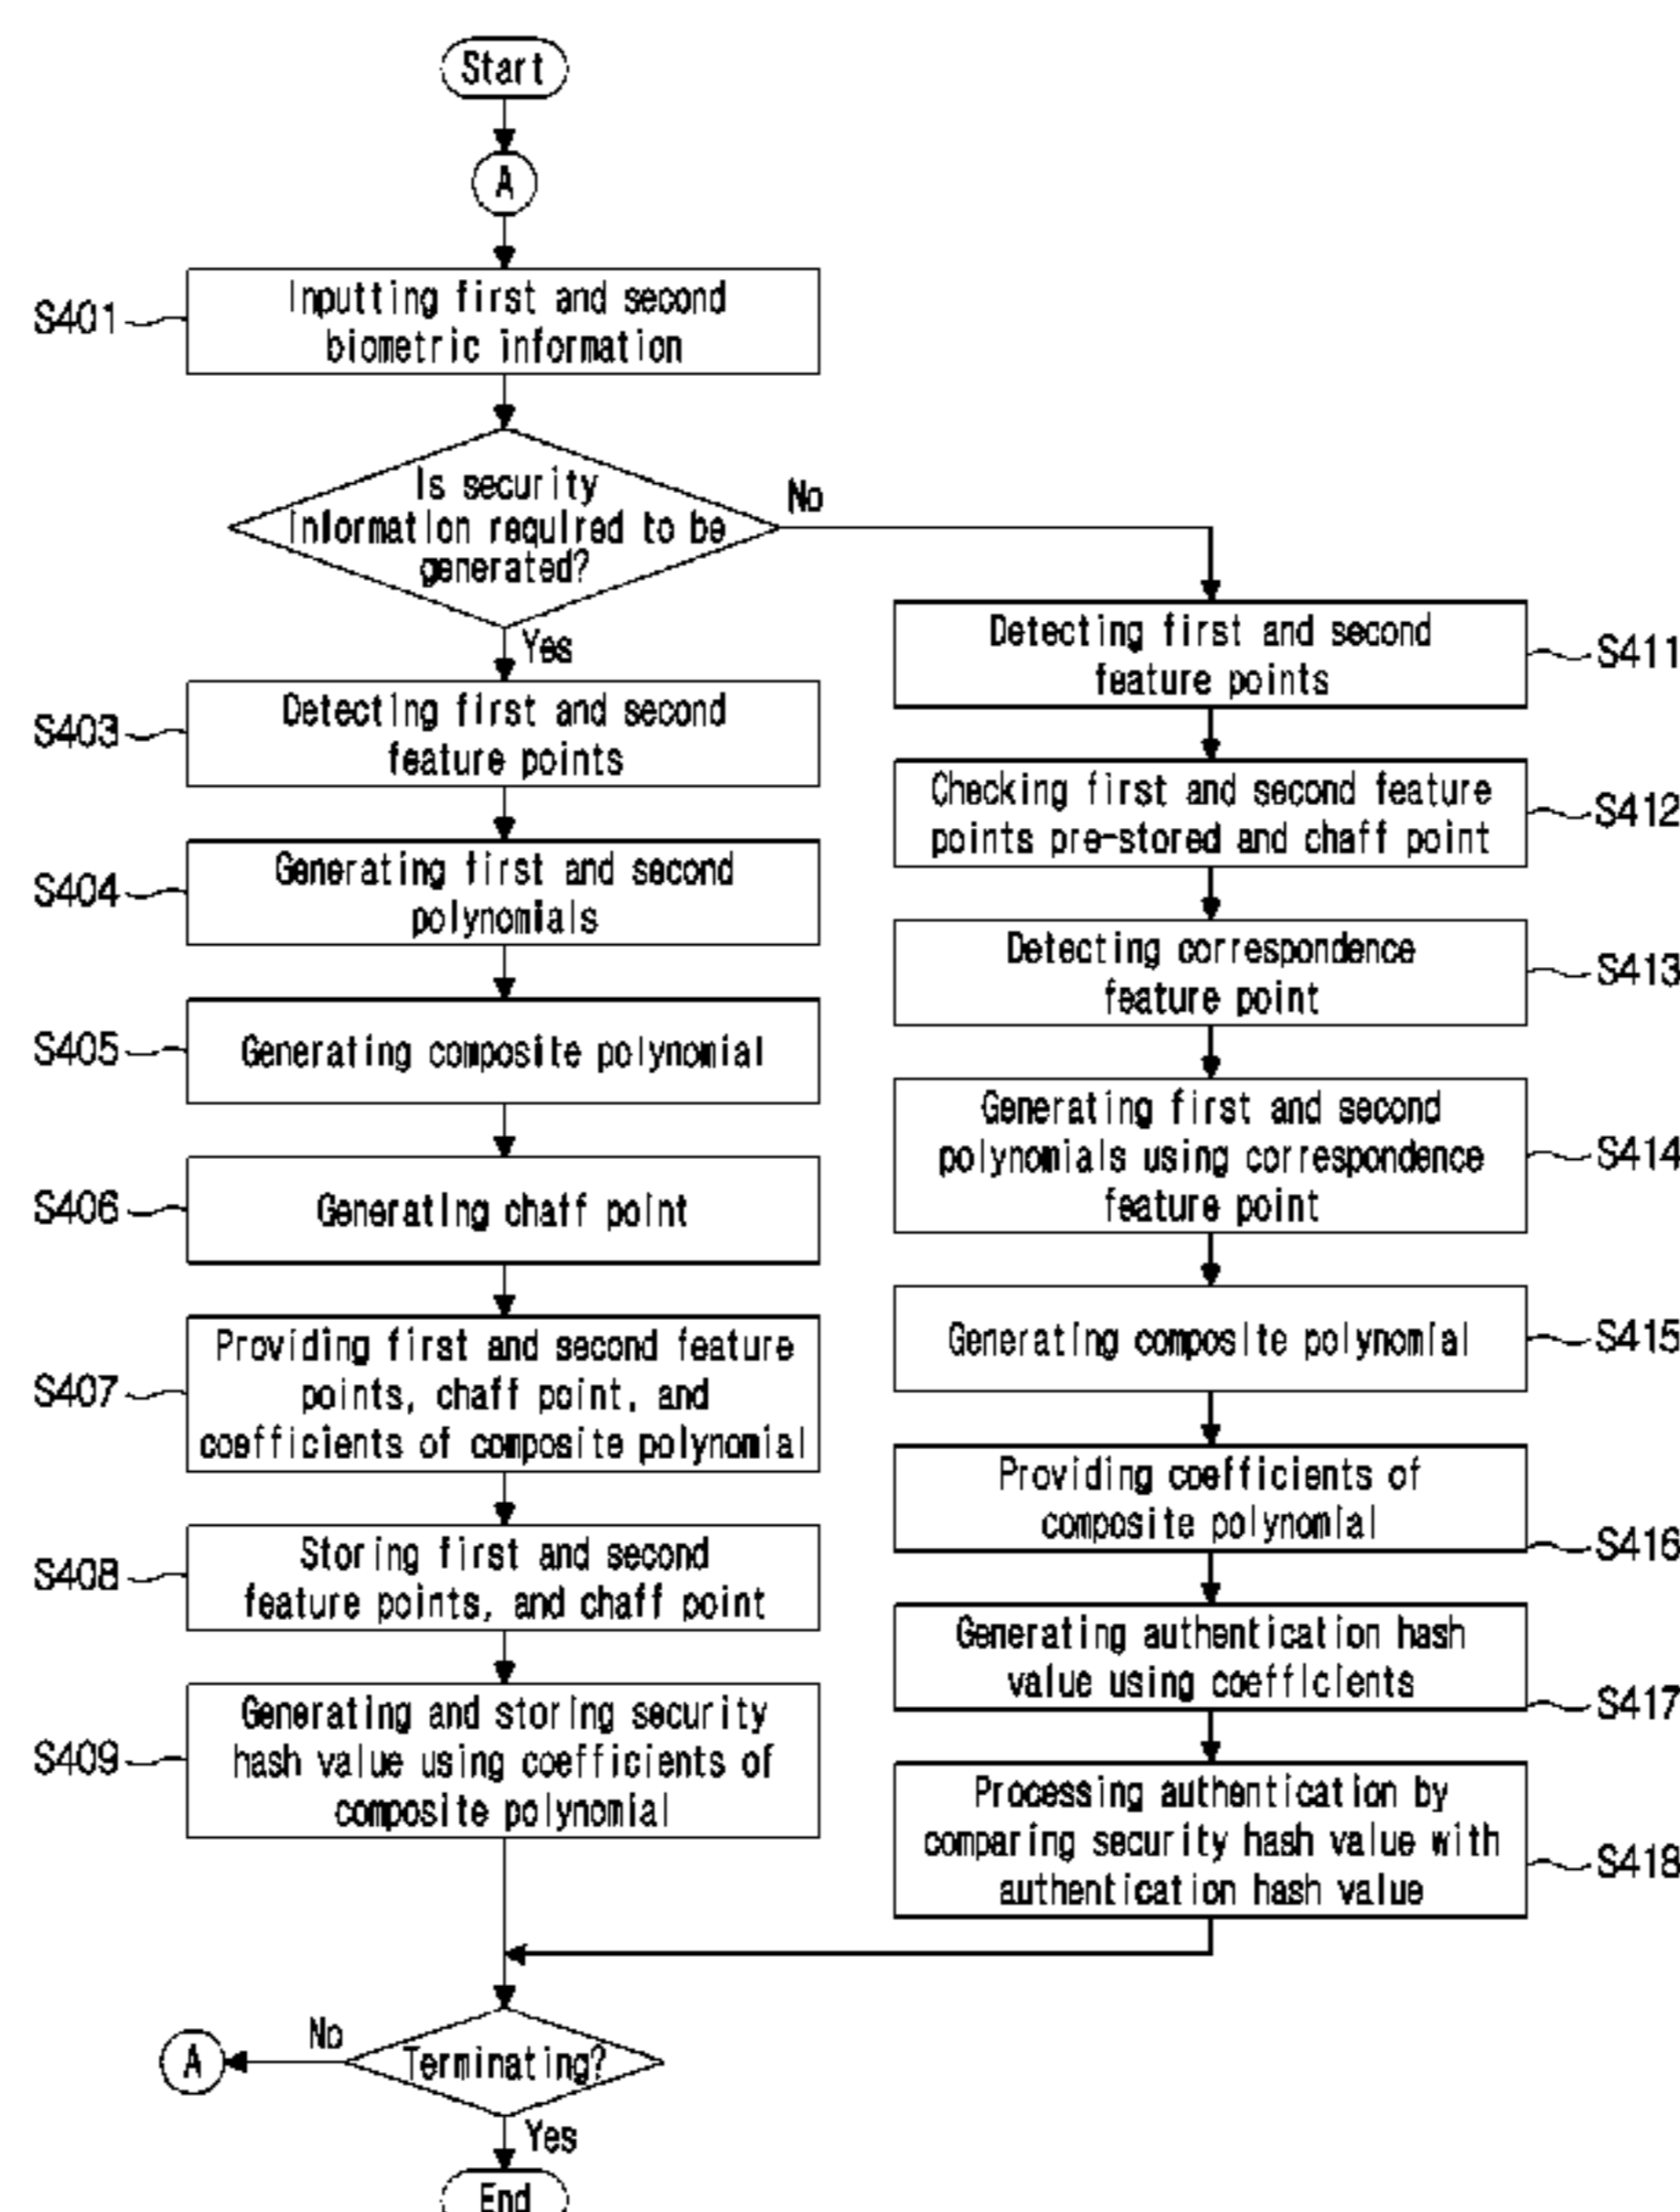 Start
A
S401
Inputting first and second
biometric information
Is security
information required to be
generated?
No
Yes
S403
Detecting first and second
feature points
S404
Generating first and second
polynomials
S405
Generating composite polynomial
S406
Generating chaff point
S407
Providing first and second feature
points, chaff point, and
coefficients of composite polynomial
S408
Storing first and second
feature points, and chaff point
S409
Generating and storing security
hash value using coefficients of
composite polynomial
Detecting first and second
feature points
S411
Checking first and second feature
points pre-stored and chaff point
S412
Detecting correspondence
feature point
S413
Generating first and second
polynomials using correspondence
feature point
S414
Generating composite polynomial
S415
Providing coefficients of
composite polynomial
S416
Generating authentication hash
value using coefficients
S417
Processing authentication by
comparing security hash value with
authentication hash value
S418
Terminating?
No
A
Yes
End